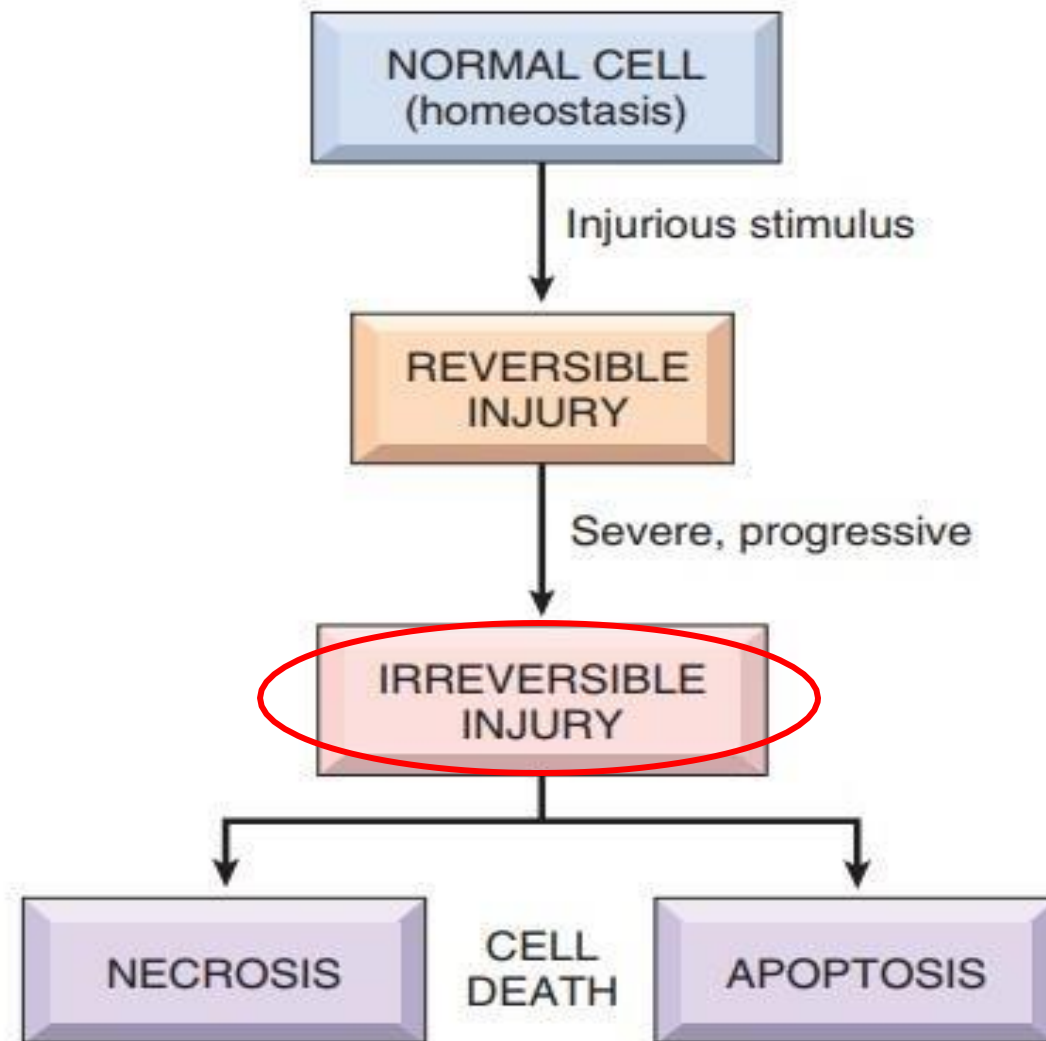 NORMAL CELL
(homeostasis)
Injurious stimulus
REVERSIBLE
INJURY
Severe, progressive
IRREVERSIBLE
INJURY
NECROSIS
CELL
DEATH
APOPTOSIS